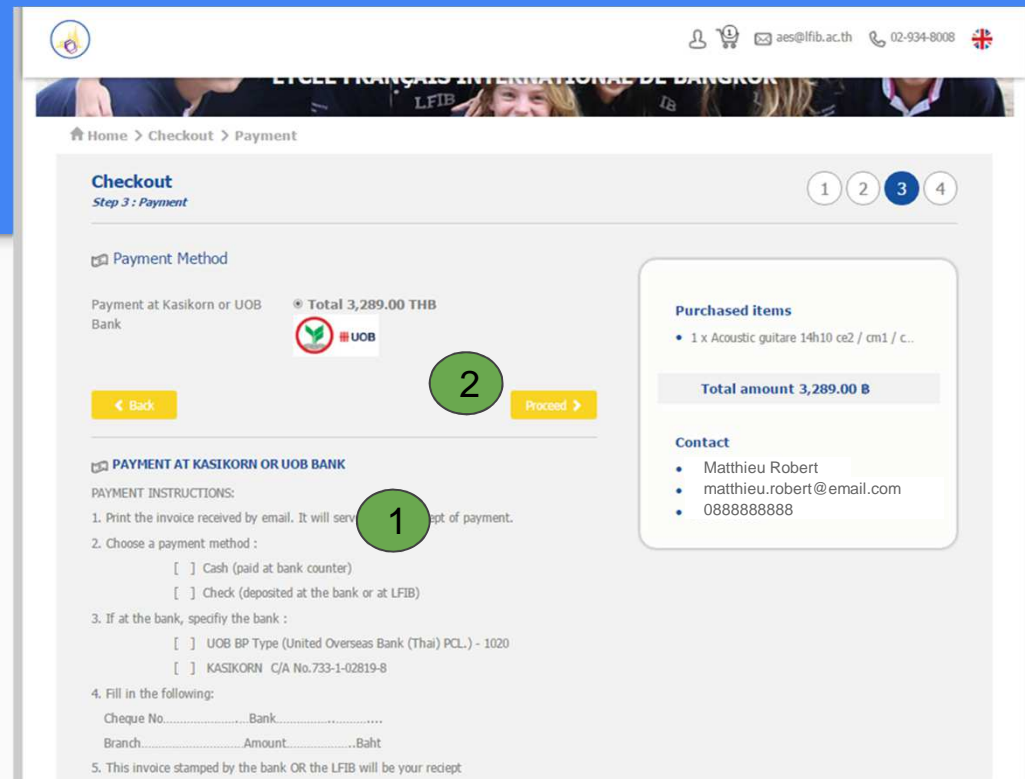 1
aes@lfib.ac.th 02-934-8008
LYCÉE FRANÇAIS INTERNATIONAL DE BANGKOK
LFIB
IB
Home > Checkout > Payment
Checkout
Step 3 : Payment
1 2 3 4
Payment Method
Payment at Kasikorn or UOB Bank
Total 3,289.00 THB
UOB
Back
2
Proceed
Purchased items
• 1 x Acoustic guitare 14h10 ce2 / cm1 / c...
Total amount 3,289.00 B
Contact
• Matthieu Robert
• matthieu.robert@email.com
• 0888888888
PAYMENT AT KASIKORN OR UOB BANK
PAYMENT INSTRUCTIONS:
1. Print the invoice received by email. It will ept of payment.
1
2. Choose a payment method :
[ ] Cash (paid at bank counter)
[ ] Check (deposited at the bank or at LFIB)
3. If at the bank, specifiy the bank :
[ ] UOB BP Type (United Overseas Bank (Thai) PCL.) - 1020
[ ] KASIKORN C/A No.733-1-02819-8
4. Fill in the following:
Cheque No........................Bank............................
Branch..............................Amount....................Baht
5. This invoice stamped by the bank OR the LFIB will be your reciept